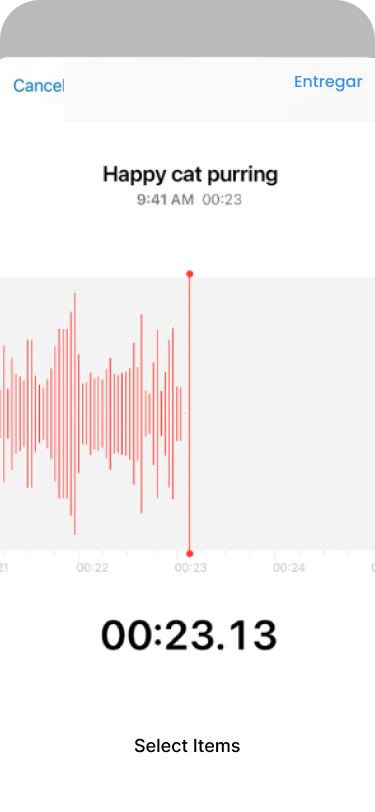 Cancel Entregar
Happy cat purring
9:41 AM 00:23
21 00:22 00:23 00:24
00:23.13
Select Items